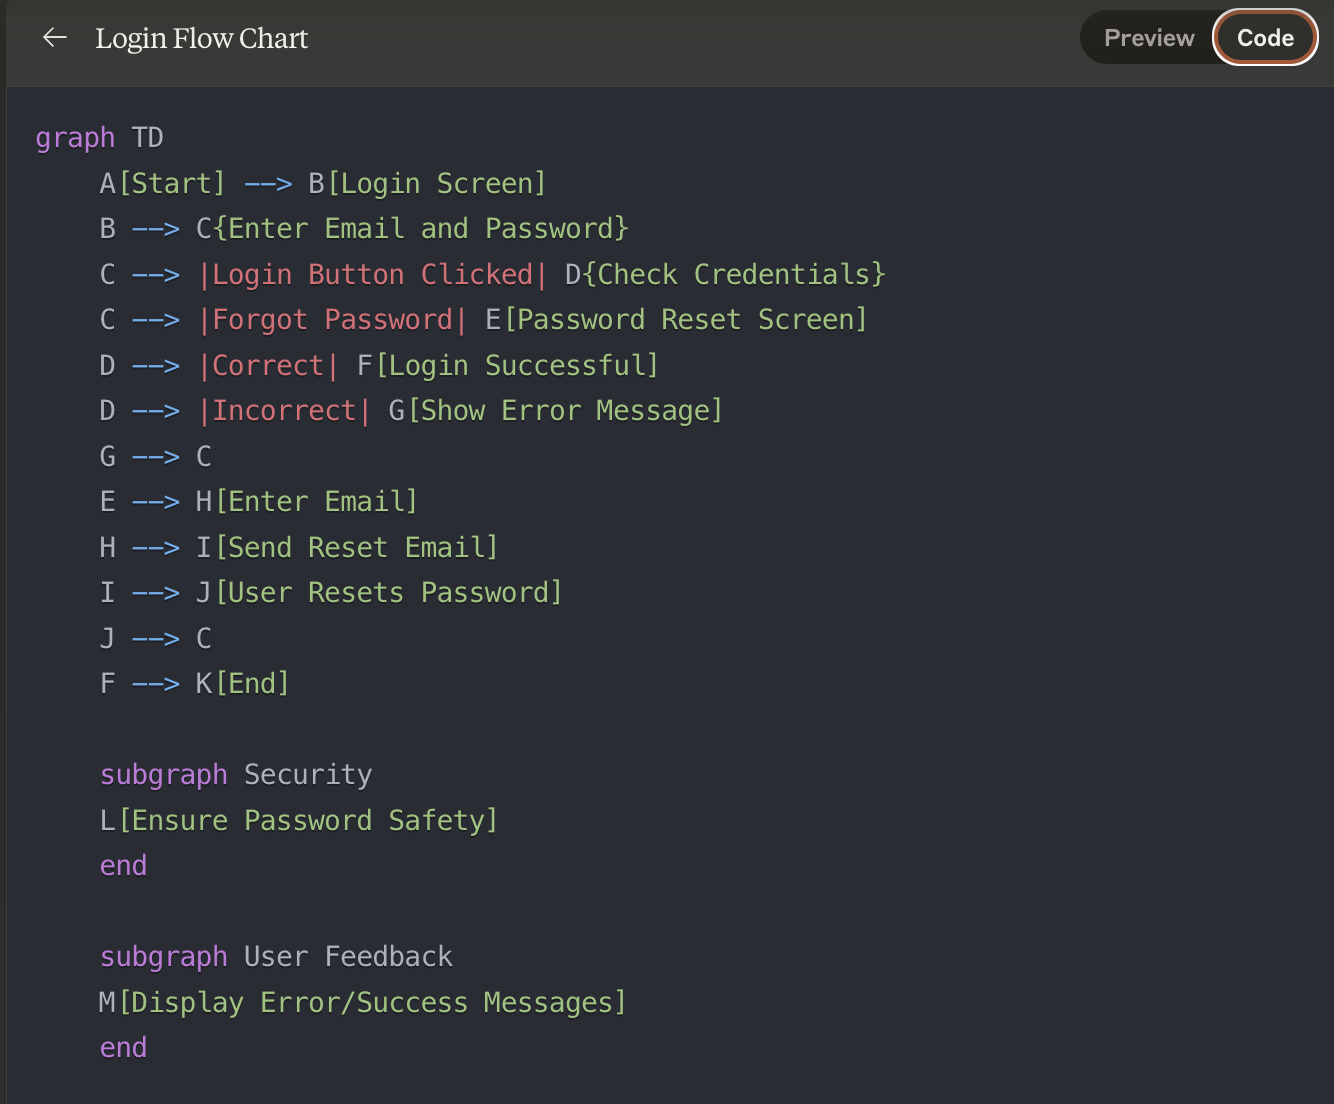 ← Login Flow Chart
Preview Code
graph TD
    A[Start] --> B[Login Screen]
    B --> C{Enter Email and Password}
    C --> |Login Button Clicked| D{Check Credentials}
    C --> |Forgot Password| E[Password Reset Screen]
    D --> |Correct| F[Login Successful]
    D --> |Incorrect| G[Show Error Message]
    G --> C
    E --> H[Enter Email]
    H --> I[Send Reset Email]
    I --> J[User Resets Password]
    J --> C
    F --> K[End]

    subgraph Security
    L[Ensure Password Safety]
    end

    subgraph User Feedback
    M[Display Error/Success Messages]
    end